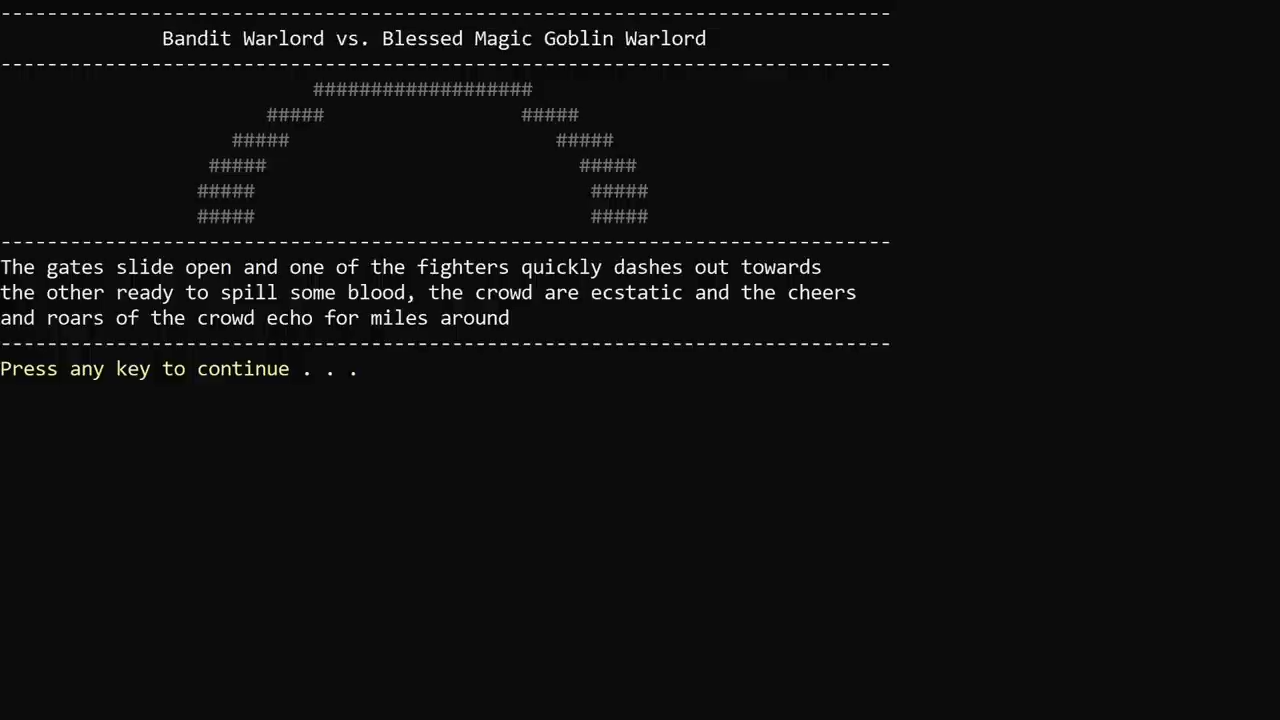 -----------------------------------------------------------------------------
Bandit Warlord vs. Blessed Magic Goblin Warlord
-----------------------------------------------------------------------------
###################
##### #####
##### #####
##### #####
##### #####
##### #####
-----------------------------------------------------------------------------
The gates slide open and one of the fighters quickly dashes out towards
the other ready to spill some blood, the crowd are ecstatic and the cheers
and roars of the crowd echo for miles around
-----------------------------------------------------------------------------
Press any key to continue . . .